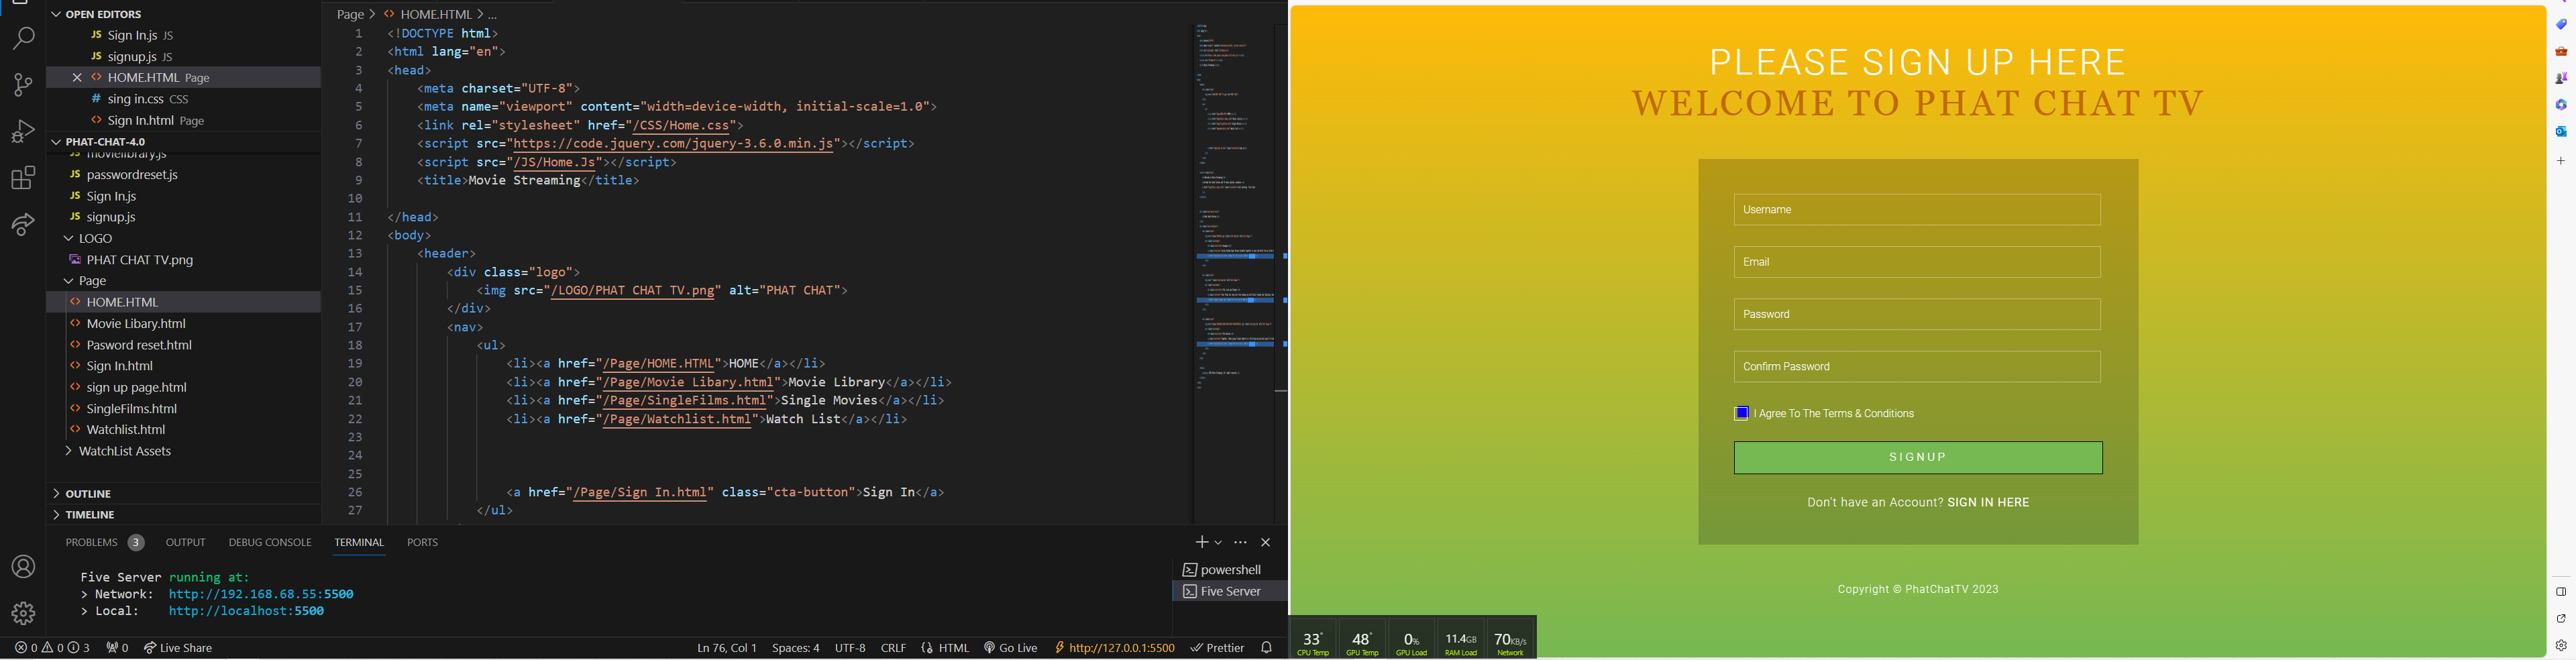 OPEN EDITORS
JS Sign In.js JS
JS signup.js JS
<> HOME.HTML Page
# sing in.css CSS
<> Sign In.html Page
PHAT-CHAT-4.0
JS movielibrary.js
JS passwordreset.js
JS Sign In.js
JS signup.js
LOGO
PHAT CHAT TV.png
Page
<> HOME.HTML
<> Movie Libary.html
<> Pasword reset.html
<> Sign In.html
<> sign up page.html
<> SingleFilms.html
<> Watchlist.html
WatchList Assets
OUTLINE
TIMELINE
Page > <> HOME.HTML > ...
1 <!DOCTYPE html>
2 <html lang="en">
3 <head>
4 <meta charset="UTF-8">
5 <meta name="viewport" content="width=device-width, initial-scale=1.0">
6 <link rel="stylesheet" href="/CSS/Home.css">
7 <script src="https://code.jquery.com/jquery-3.6.0.min.js"></script>
8 <script src="/JS/Home.Js"></script>
9 <title>Movie Streaming</title>
10
11 </head>
12 <body>
13 <header>
14 <div class="logo">
15 <img src="/LOGO/PHAT CHAT TV.png" alt="PHAT CHAT">
16 </div>
17 <nav>
18 <ul>
19 <li><a href="/Page/HOME.HTML">HOME</a></li>
20 <li><a href="/Page/Movie Libary.html">Movie Library</a></li>
21 <li><a href="/Page/SingleFilms.html">Single Movies</a></li>
22 <li><a href="/Page/Watchlist.html">Watch List</a></li>
23
24
25
26 <a href="/Page/Sign In.html" class="cta-button">Sign In</a>
27 </ul>
PROBLEMS 3 OUTPUT DEBUG CONSOLE TERMINAL PORTS
Five Server running at:
> Network: http://192.168.68.55:5500
> Local: http://localhost:5500
powershell
Five Server
0 0 3 0 Live Share
Ln 76, Col 1 Spaces: 4 UTF-8 CRLF HTML Go Live http://127.0.0.1:5500 Prettier
PLEASE SIGN UP HERE
WELCOME TO PHAT CHAT TV
Username
Email
Password
Confirm Password
I Agree To The Terms & Conditions
SIGNUP
Don't have an Account? SIGN IN HERE
Copyright © PhatChatTV 2023
33° 48° 0% 11.4GB 70KB/s
CPU Temp GPU Temp GPU Load RAM Load Network